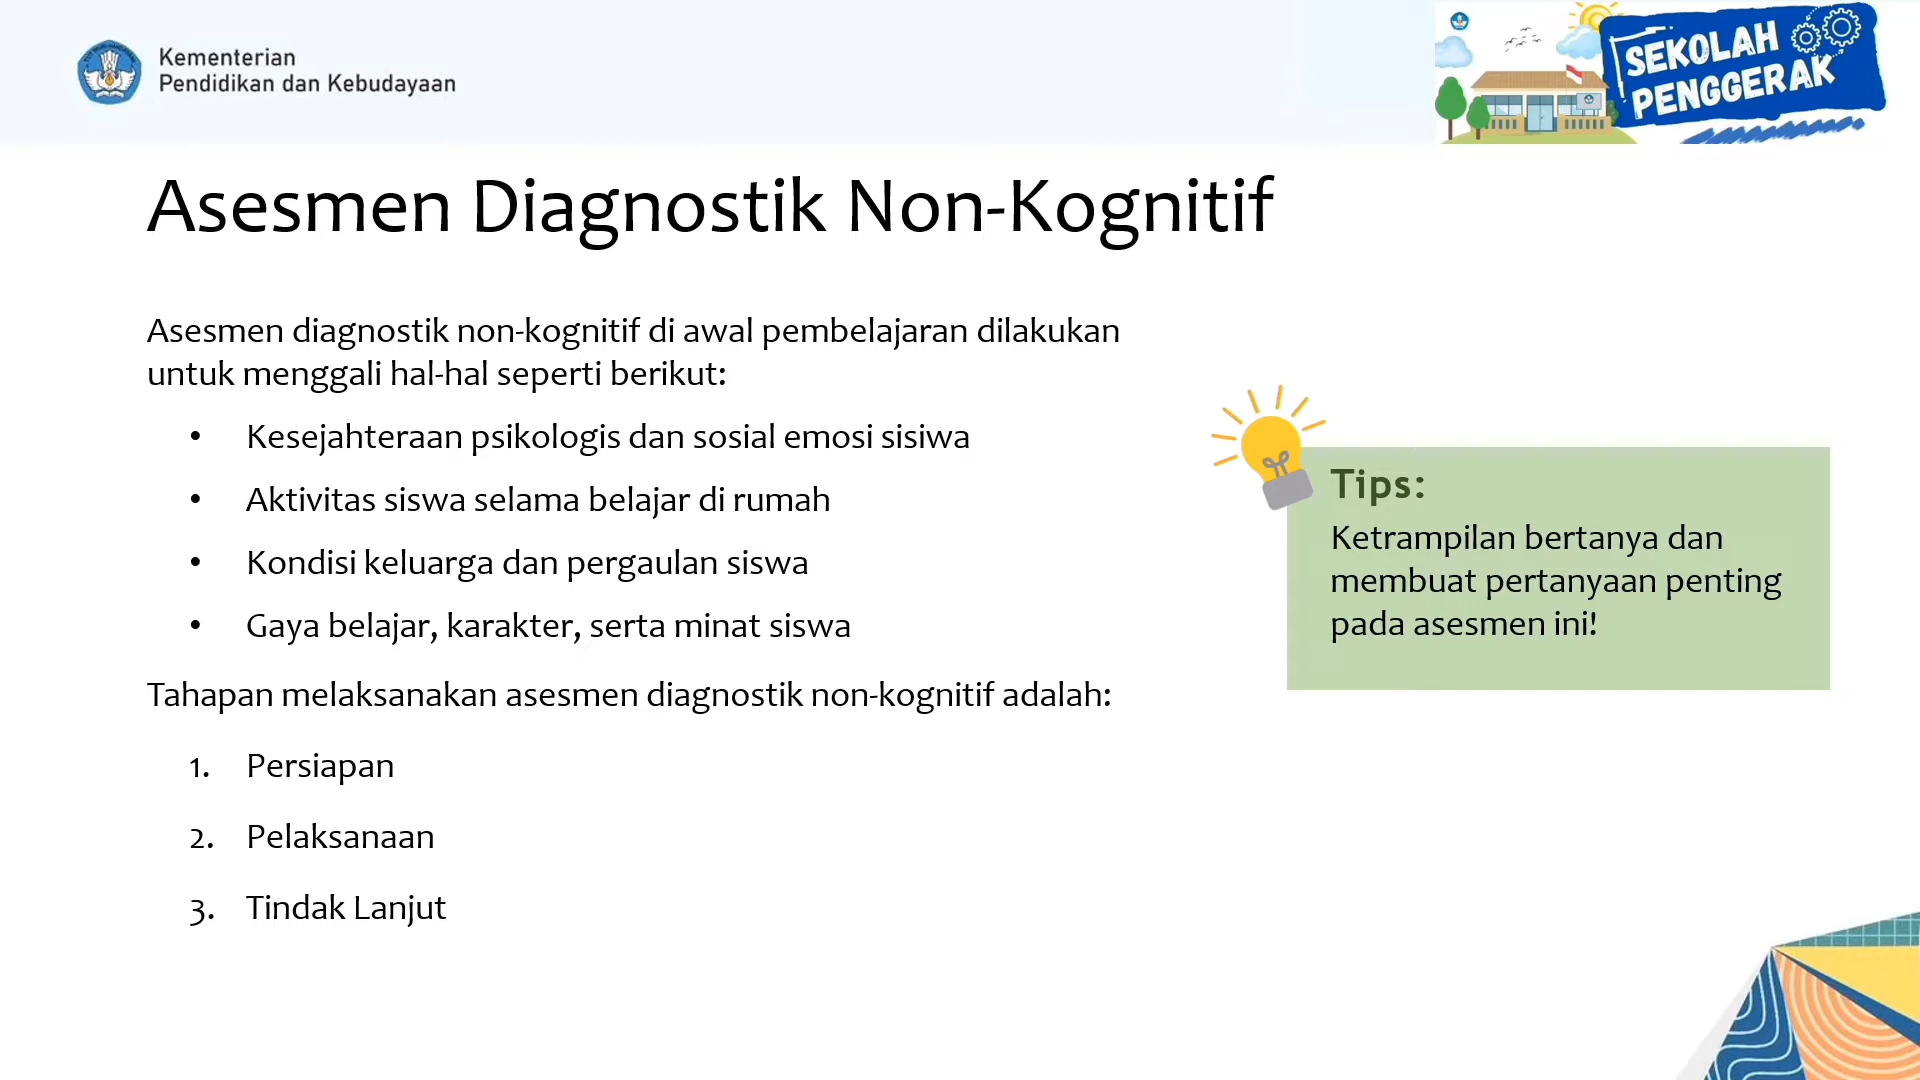 Kementerian
Pendidikan dan Kebudayaan
SEKOLAH
PENGGERAK
Asesmen Diagnostik Non-Kognitif
Asesmen diagnostik non-kognitif di awal pembelajaran dilakukan
untuk menggali hal-hal seperti berikut:
• Kesejahteraan psikologis dan sosial emosi sisiwa
• Aktivitas siswa selama belajar di rumah
• Kondisi keluarga dan pergaulan siswa
• Gaya belajar, karakter, serta minat siswa
Tahapan melaksanakan asesmen diagnostik non-kognitif adalah:
1. Persiapan
2. Pelaksanaan
3. Tindak Lanjut
Tips:
Ketrampilan bertanya dan
membuat pertanyaan penting
pada asesmen ini!